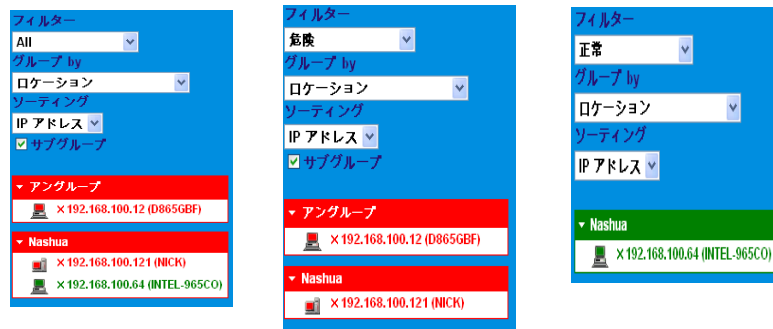 フィルター
All
グループ by
ロケーション
ソーティング
IP アドレス
サブグループ
アングループ
×192.168.100.12 (D865GBF)
Nashua
×192.168.100.121 (NICK)
×192.168.100.64 (INTEL-965CO)
フィルター
危険
グループ by
ロケーション
ソーティング
IP アドレス
サブグループ
アングループ
×192.168.100.12 (D865GBF)
Nashua
×192.168.100.121 (NICK)
フィルター
正常
グループ by
ロケーション
ソーティング
IP アドレス
Nashua
×192.168.100.64 (INTEL-965CO)